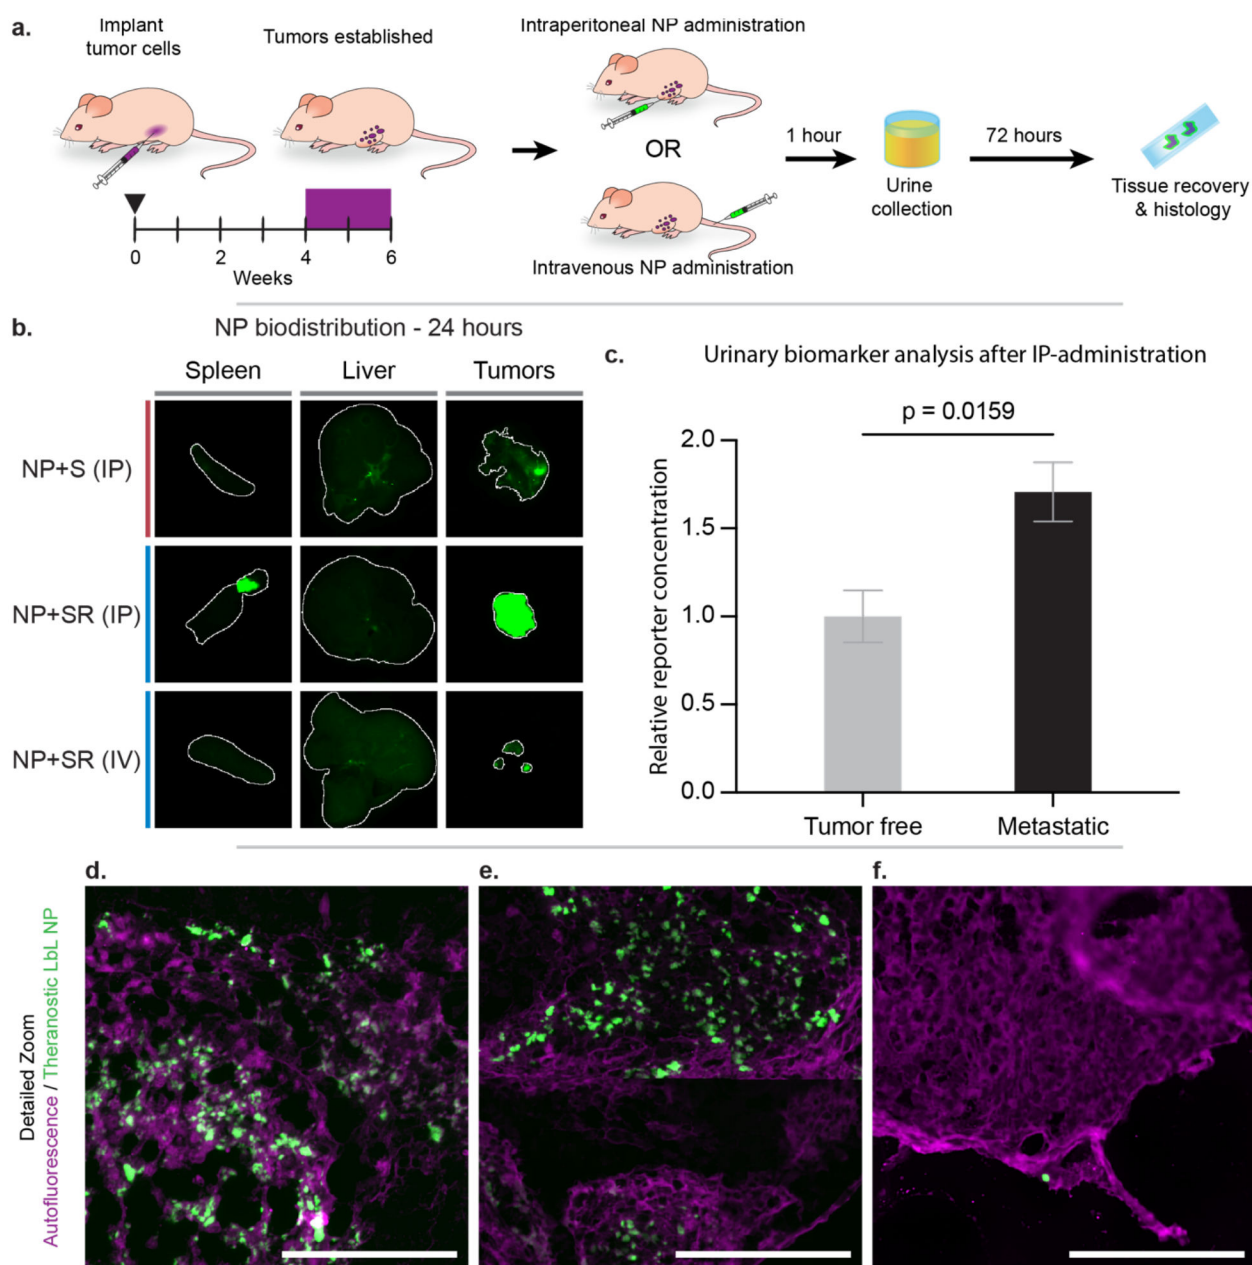 a.
Implant
tumor cells
Tumors established
Intraperitoneal NP administration
OR
Intravenous NP administration
1 hour
Urine
collection
72 hours
Tissue recovery
& histology
0
2
4
6
Weeks
b.
NP biodistribution - 24 hours
Spleen
Liver
Tumors
NP+S (IP)
NP+SR (IP)
NP+SR (IV)
c.
Urinary biomarker analysis after IP-administration
p = 0.0159
Relative reporter concentration
2.0
1.5
1.0
0.5
0.0
Tumor free
Metastatic
d.
e.
f.
Detailed Zoom
Autofluorescence / Theranostic LbL NP